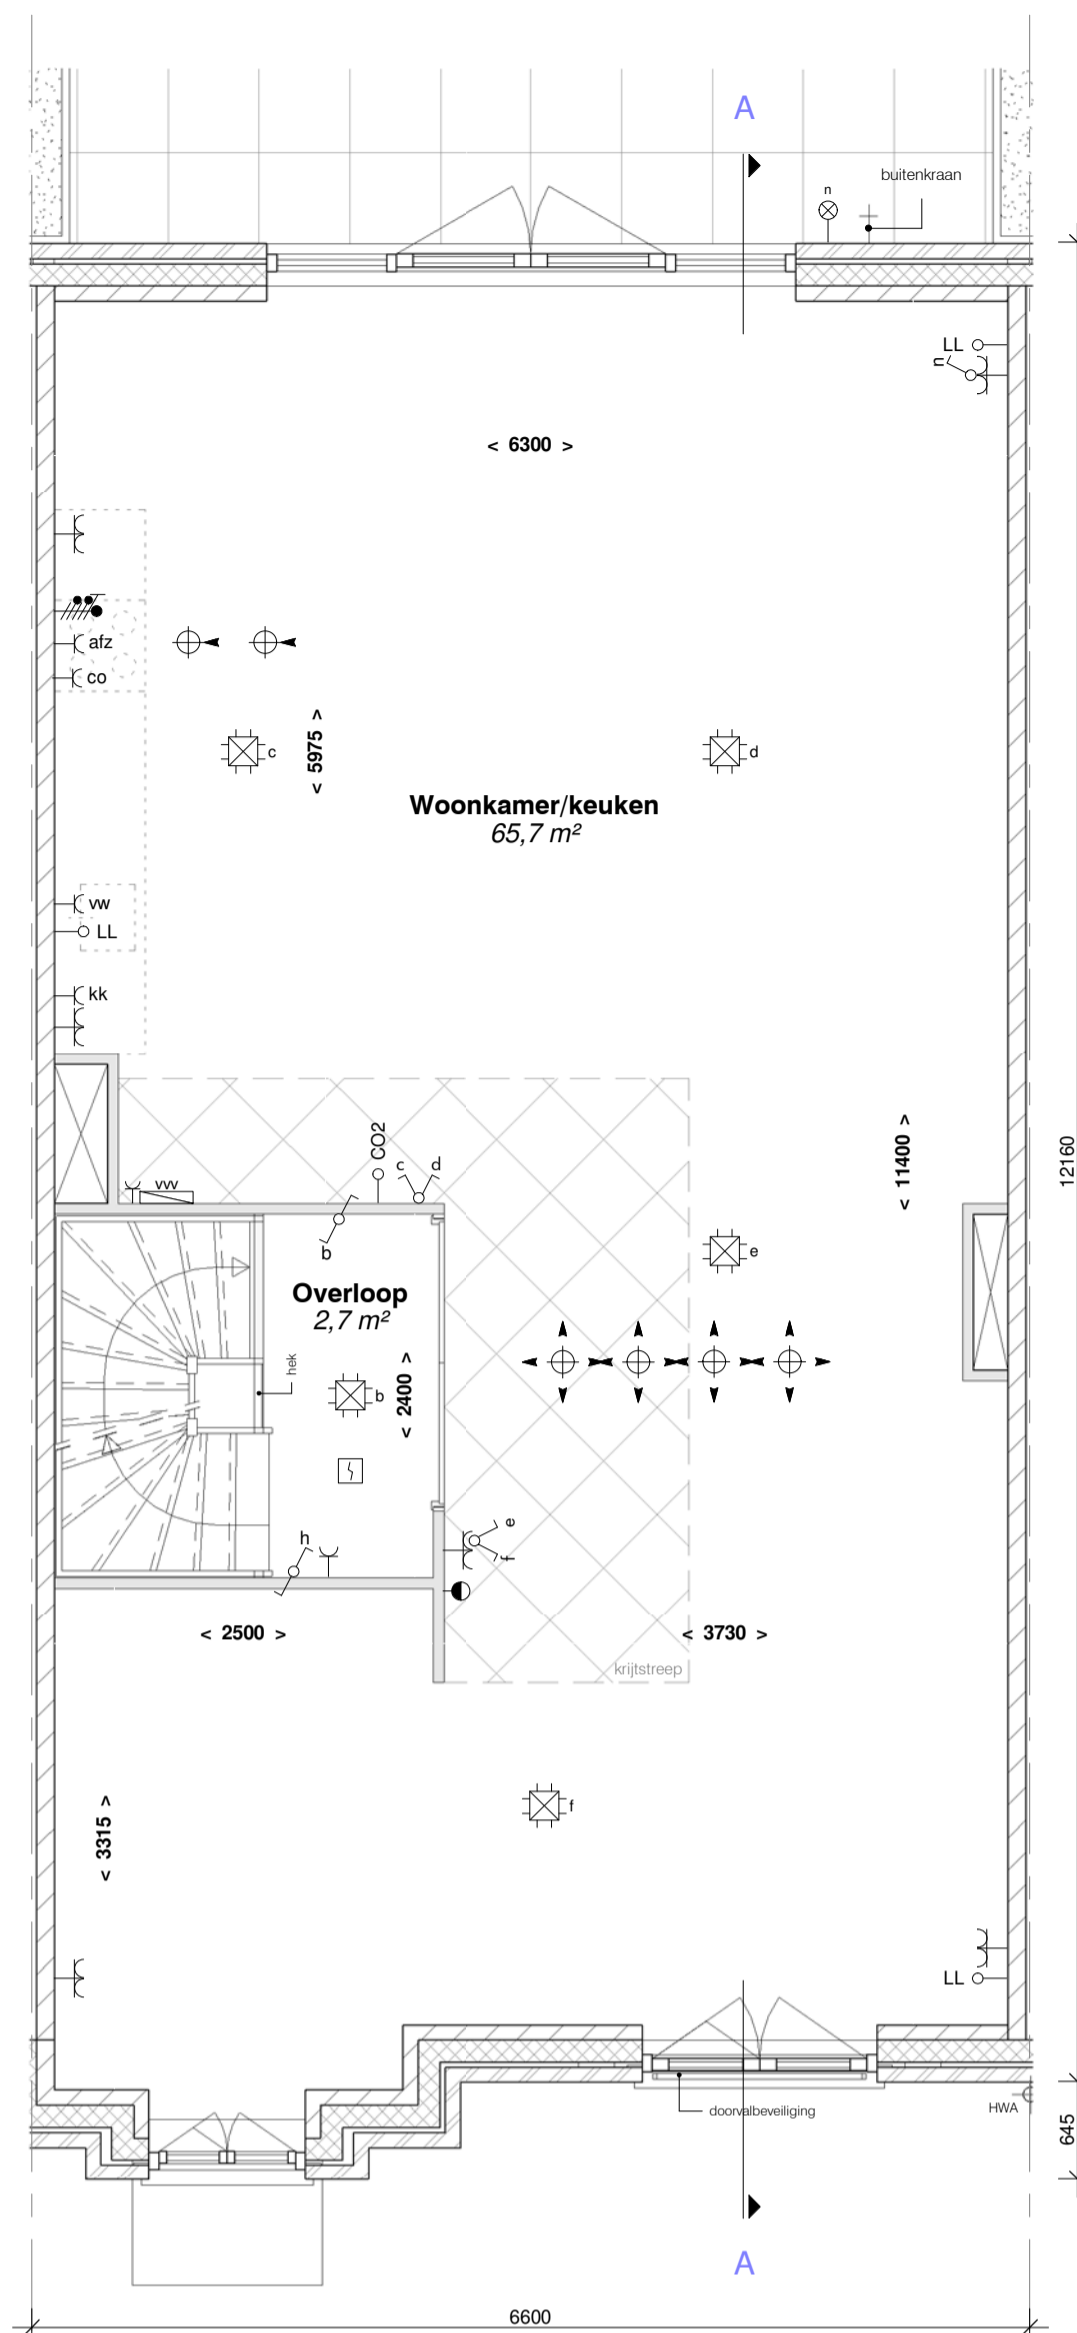 A
n
buitenkraan
LL
n
< 6300 >
afz
co
c
< 5975 >
d
Woonkamer/keuken
65,7 m²
vw
LL
kk
< 11400 >
12160
CO2
c
d
vvv
b
e
Overloop
2,7 m²
hek
b
< 2400 >
h
e
f
< 2500 >
< 3730 >
krijtstreep
f
< 3315 >
LL
HWA
doorvalbeveiliging
645
A
6600